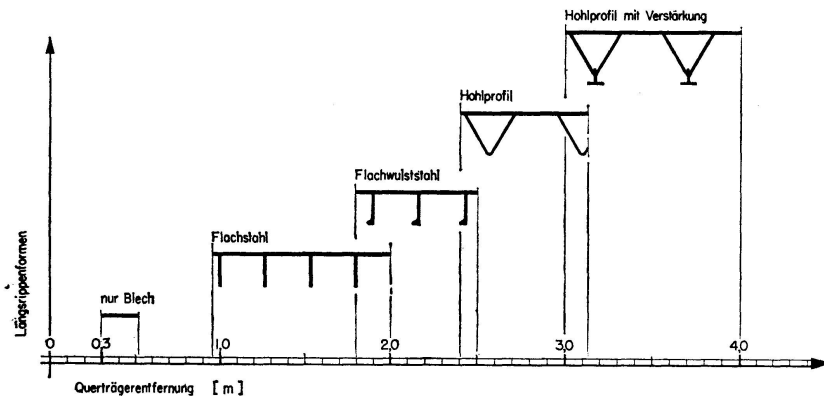 Hohlprofil mit Verstärkung
Hohlprofil
Flachwulststahl
Flachstahl
nur Blech
Längsrippenformen
0 0,3 1,0 2,0 3,0 4,0
Querträgerentfernung [ m ]